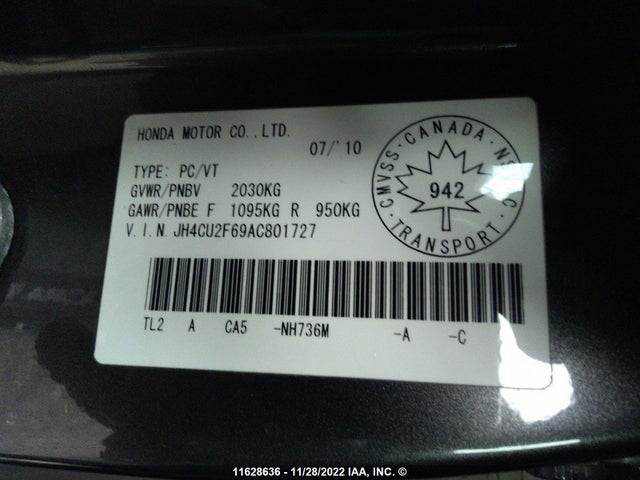 HONDA MOTOR CO.,LTD.
07/'10
TYPE: PC/VT
GVWR/PNBV 2030KG
GAWR/PNBE F 1095KG R 950KG
V.I.N. JH4CU2F69AC801727
CMVSS · CANADA · NSVAC
942
· TRANSPORT ·
TL2 A CA5 -NH736M -A -C
11628636 - 11/28/2022 IAA, INC. ©